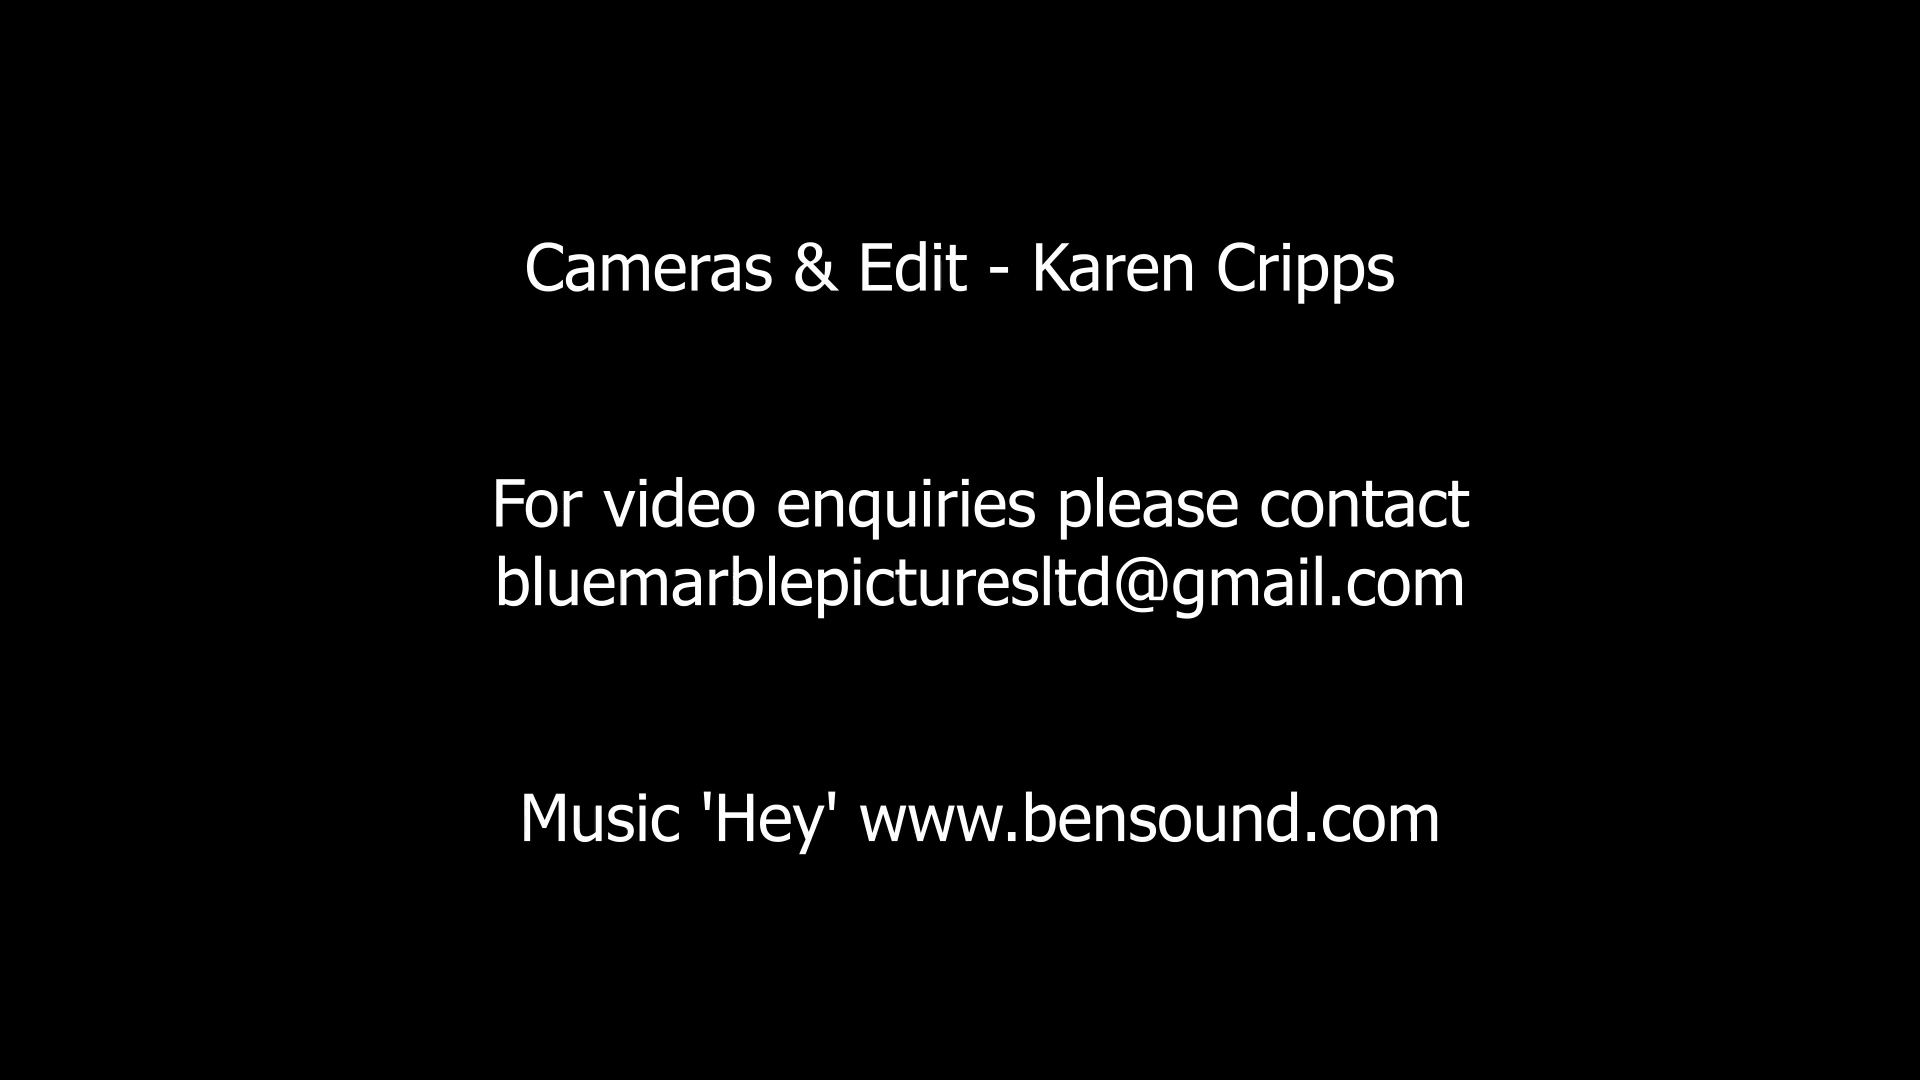 Cameras & Edit - Karen Cripps
For video enquiries please contact
bluemarblepicturesltd@gmail.com
Music 'Hey' www.bensound.com